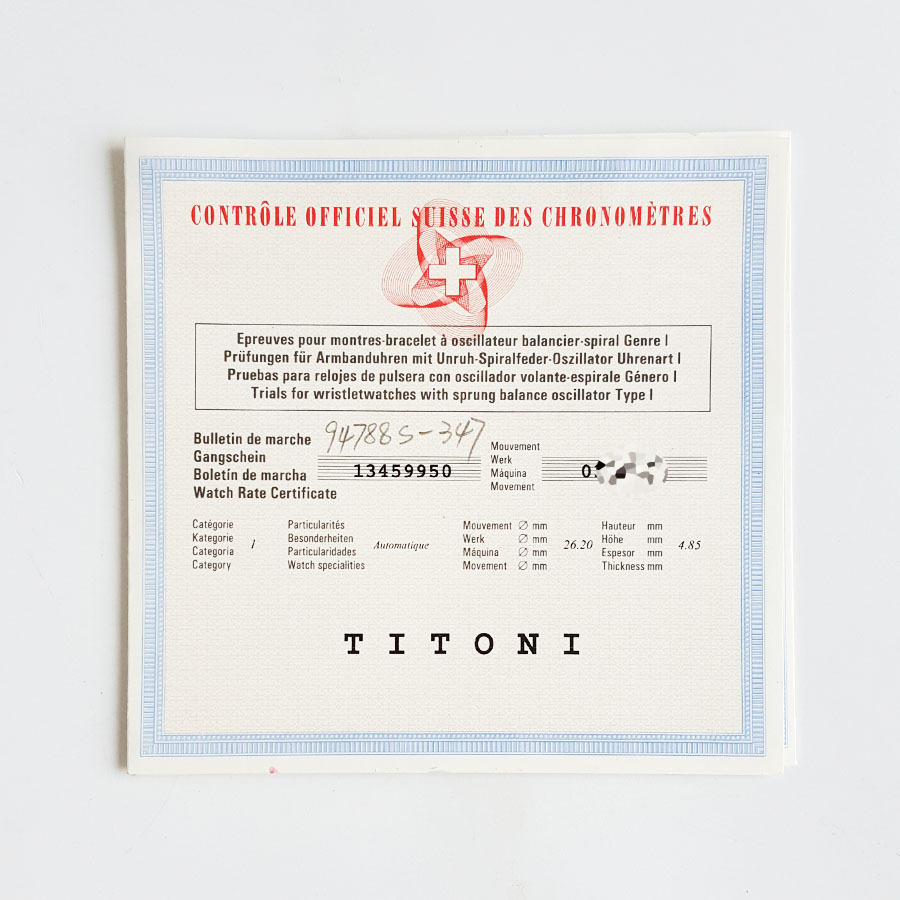 CONTRÔLE OFFICIEL SUISSE DES CHRONOMÈTRES
Epreuves pour montres-bracelet à oscillateur balancier-spiral Genre I
Prüfungen für Armbanduhren mit Unruh-Spiralfeder-Oszillator Uhrenart I
Pruebas para relojes de pulsera con oscillador volante-espirale Género I
Trials for wristletwatches with sprung balance oscillator Type I
Bulletin de marche
Gangschein
Boletín de marcha
Watch Rate Certificate
94788 S-347
13459950
Mouvement
Werk
Máquina
Movement
0
Catégorie
Kategorie
Categoria
Category
1
Particularités
Besonderheiten
Particularidades
Watch specialities
Automatique
Mouvement ∅ mm
Werk ∅ mm
Máquina ∅ mm
Movement ∅ mm
26.20
Hauteur mm
Höhe mm
Espesor mm
Thickness mm
4.85
TITONI